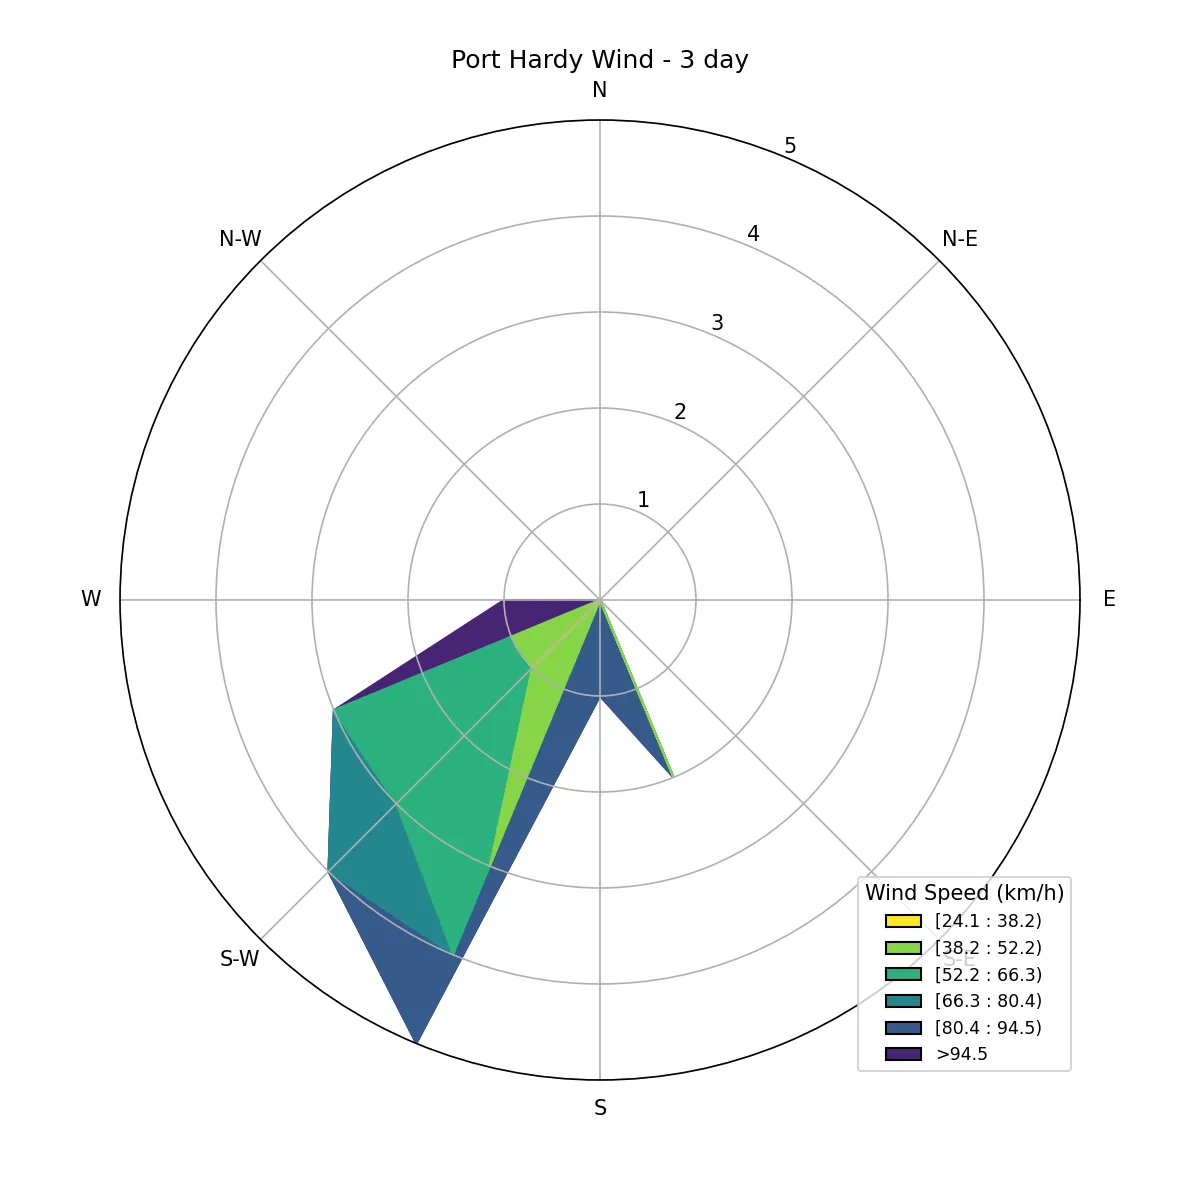 Port Hardy Wind - 3 day
N
5
N-W
4
N-E
3
2
1
W
E
Wind Speed (km/h)
[24.1 : 38.2)
[38.2 : 52.2)
S-W
S-E
[52.2 : 66.3)
[66.3 : 80.4)
[80.4 : 94.5)
>94.5
S